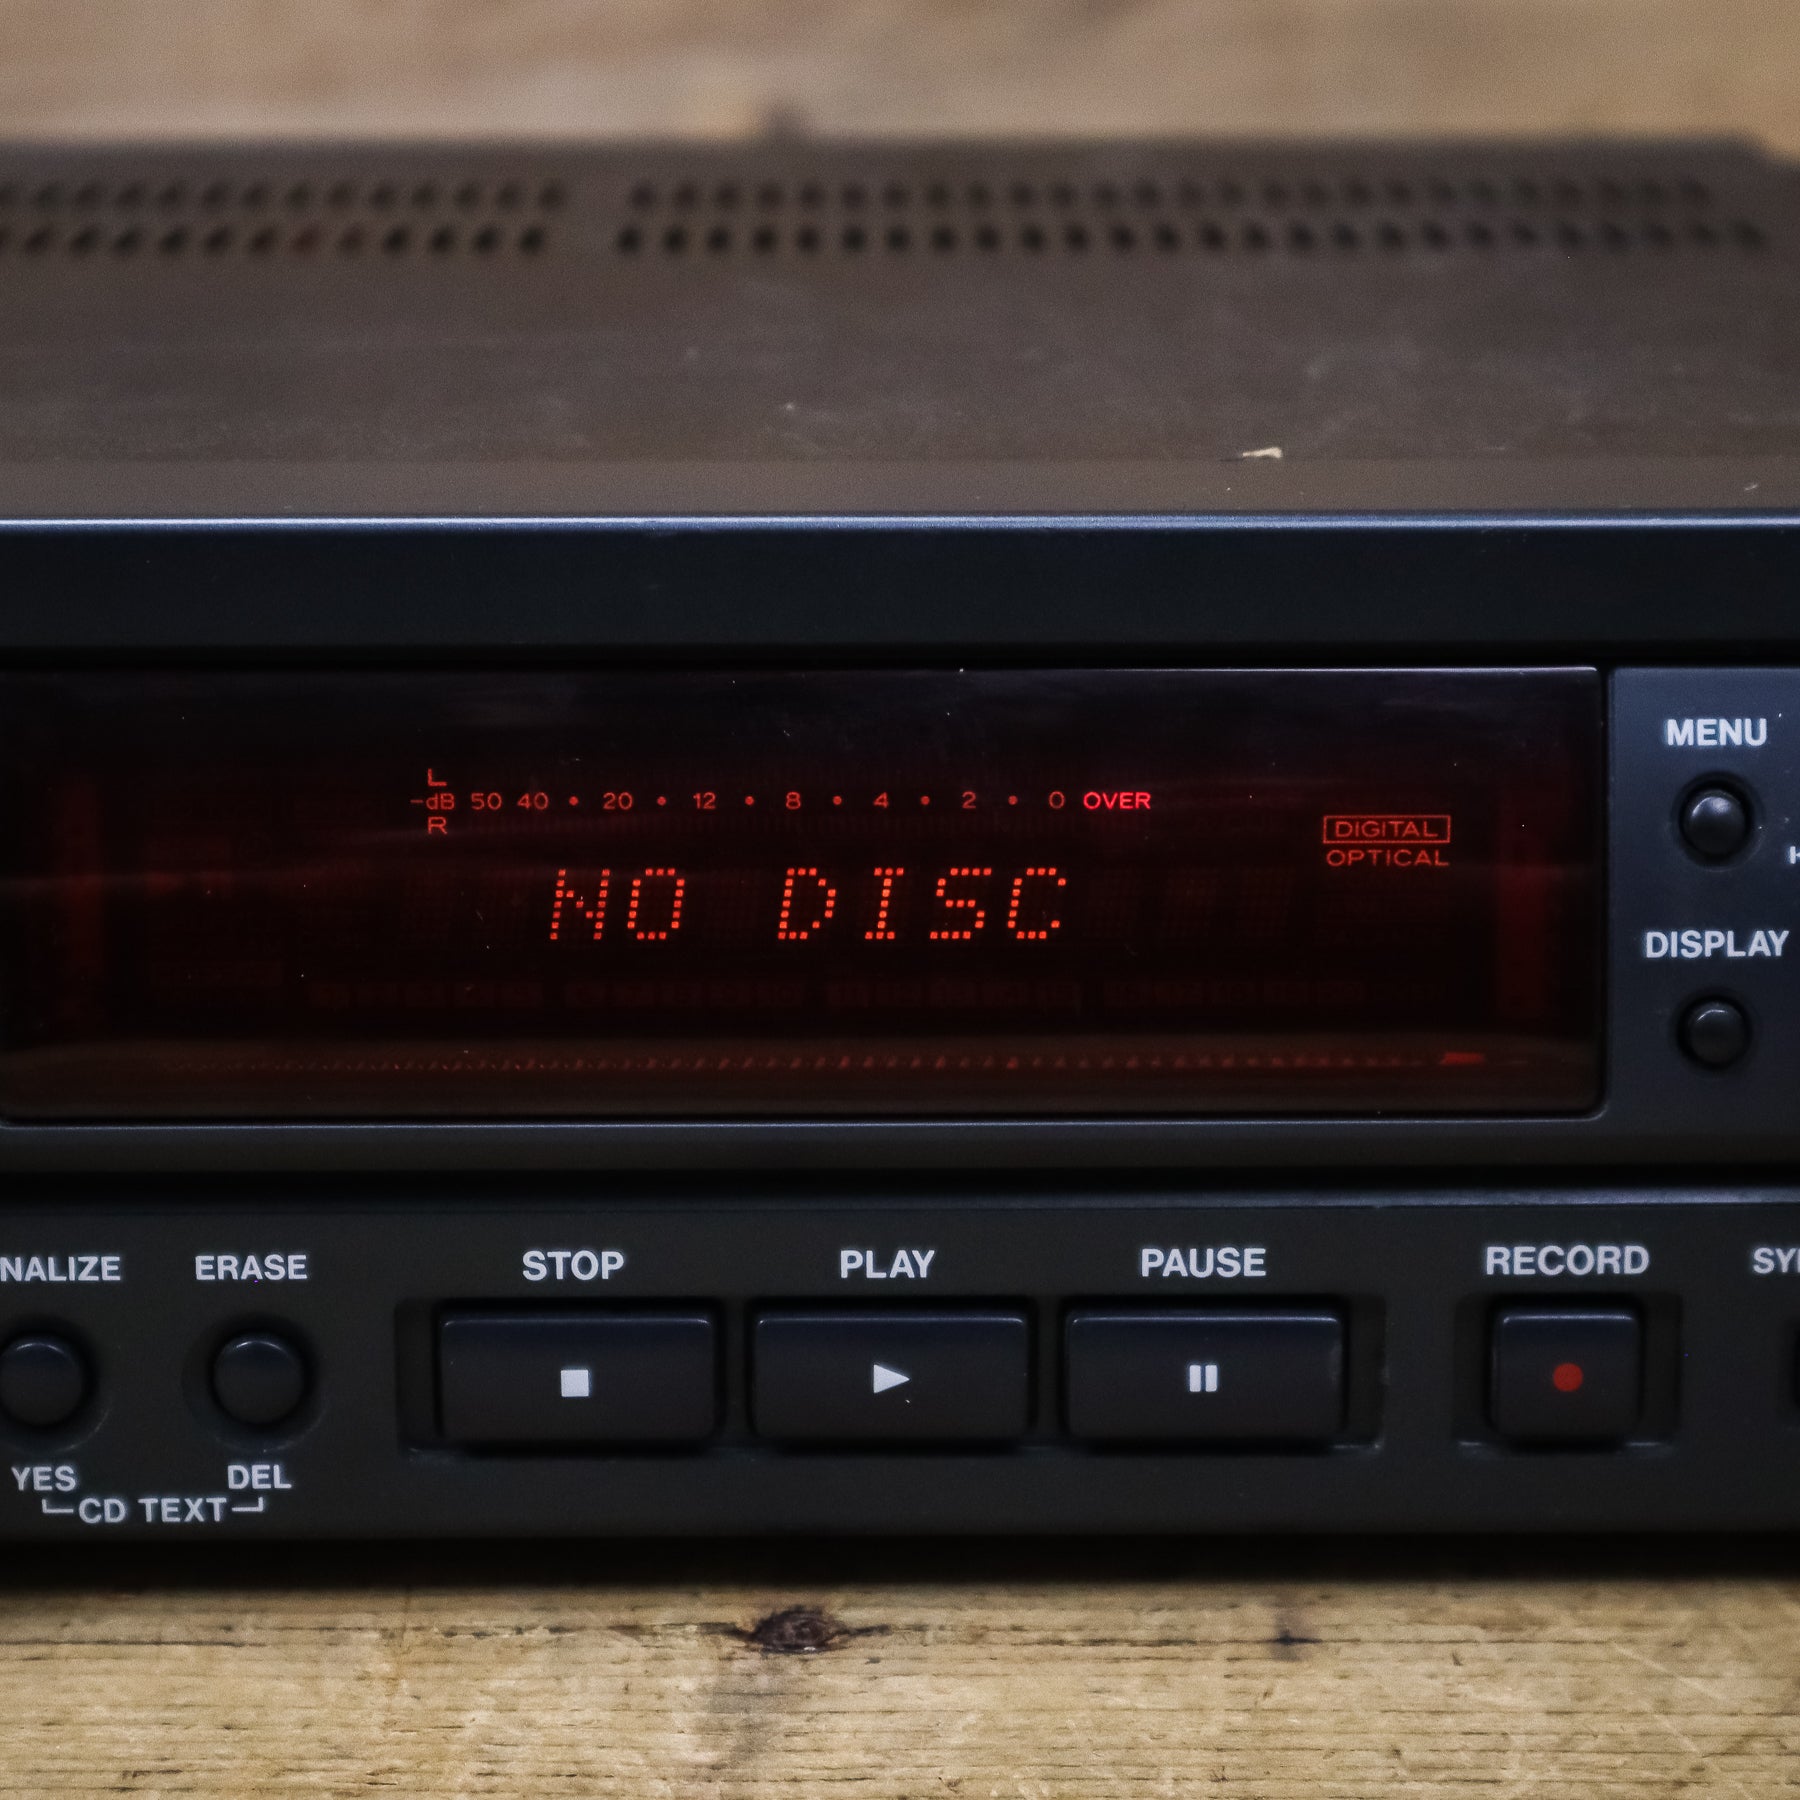 L
-dB 50 40 • 20 • 12 • 8 • 4 • 2 • 0 OVER
R
DIGITAL
OPTICAL
NO DISC
MENU
DISPLAY
NALIZE ERASE STOP PLAY PAUSE RECORD SY
YES DEL
CD TEXT